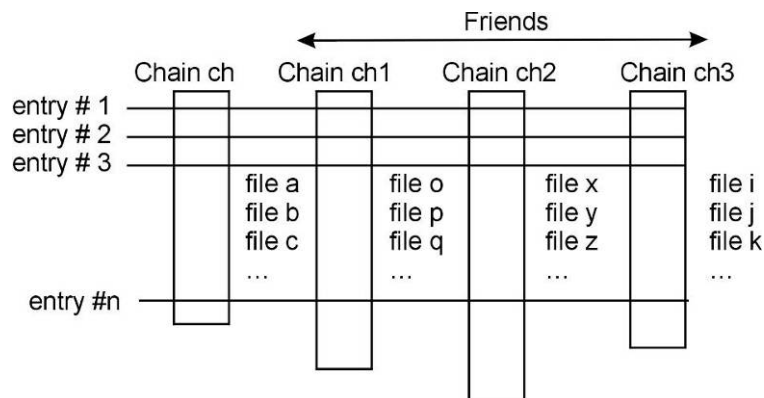 Friends
Chain ch Chain ch1 Chain ch2 Chain ch3
entry # 1
entry # 2
entry # 3
file a file o file x file i
file b file p file y file j
file c file q file z file k
... ... ... ...
entry #n